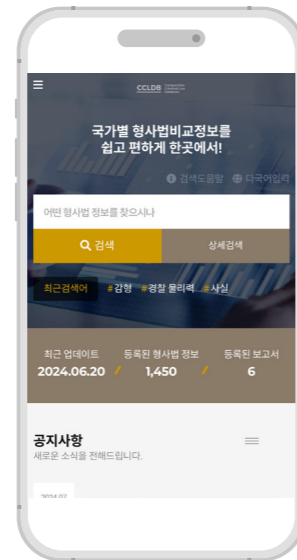 CCLDB
국가별 형사법비교정보를
쉽고 편하게 한곳에서!
검색도움말 다국어입력
어떤 형사법 정보를 찾으시나
검색 상세검색
최근검색어 #감형 #경찰 물리력 #사실
최근 업데이트 등록된 형사법 정보 등록된 보고서
2024.06.20 / 1,450 / 6
공지사항
새로운 소식을 전해드립니다.
2024.07